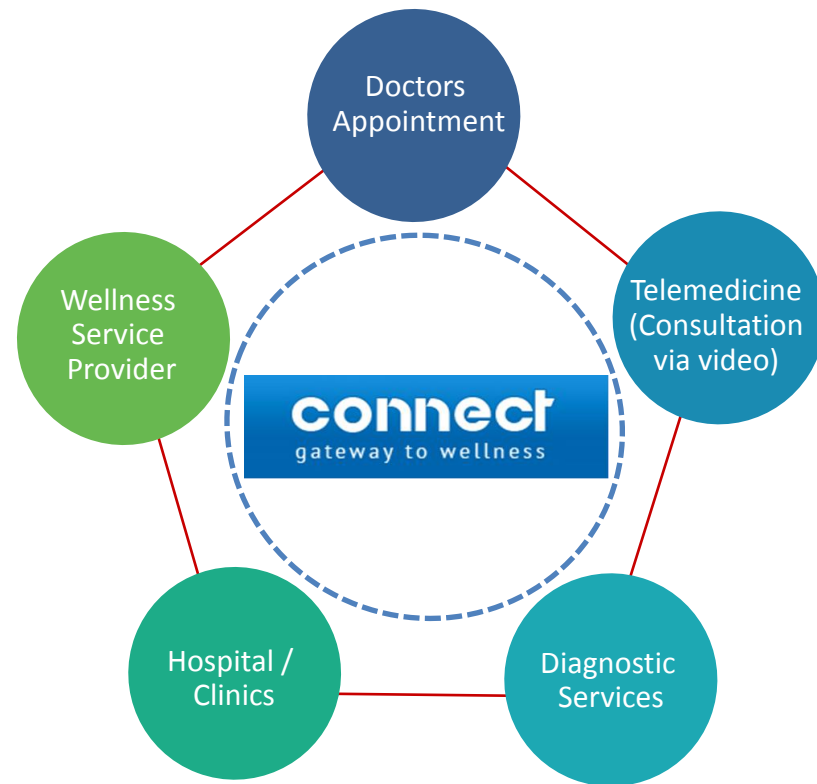 Doctors
Appointment
Telemedicine
(Consultation
via video)
Diagnostic
Services
Hospital /
Clinics
Wellness
Service
Provider
connect
gateway to wellness